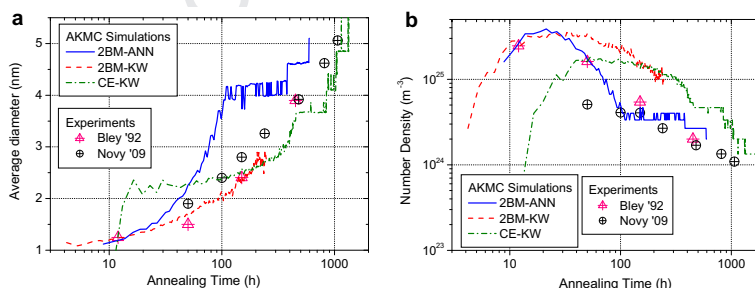 a
AKMC Simulations
2BM-ANN
2BM-KW
CE-KW
Experiments
Bley '92
Novy '09
5
4
3
2
1
10
100
1000
Average diameter (nm)
Annealing Time (h)
b
10²⁵
10²⁴
10²³
Number Density (m⁻³)
AKMC Simulations
2BM-ANN
2BM-KW
CE-KW
Experiments
Bley '92
Novy '09
10
100
1000
Annealing Time (h)